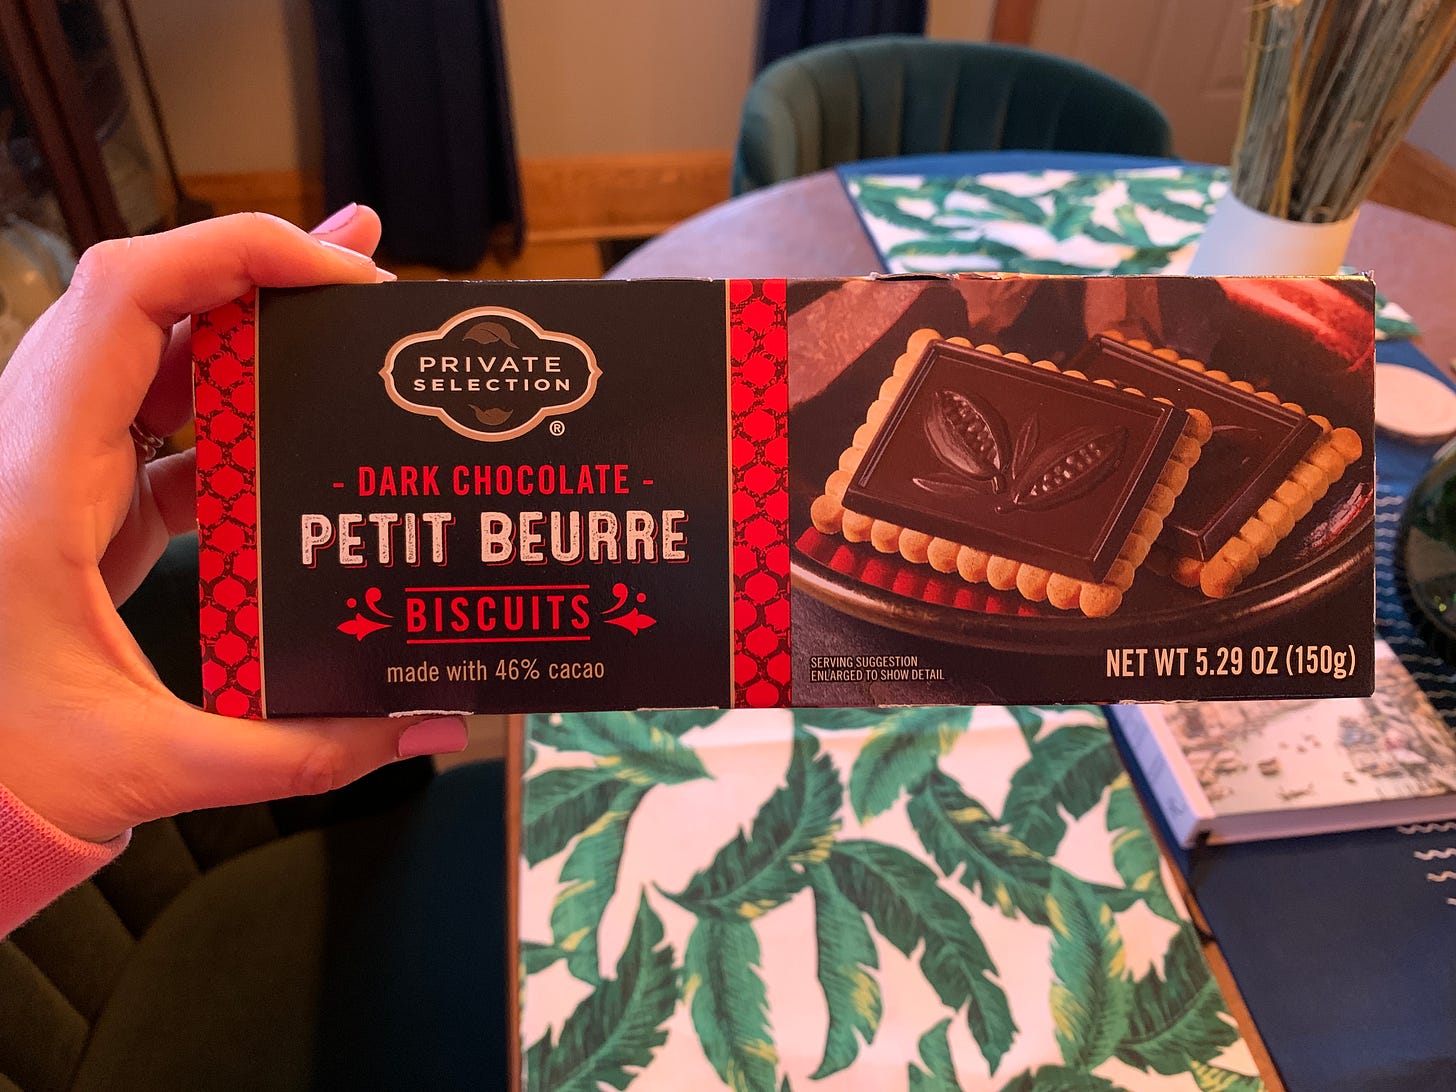 PRIVATE
SELECTION
®
- DARK CHOCOLATE -
PETIT BEURRE
BISCUITS
made with 46% cacao
SERVING SUGGESTION
ENLARGED TO SHOW DETAIL
NET WT 5.29 OZ (150g)